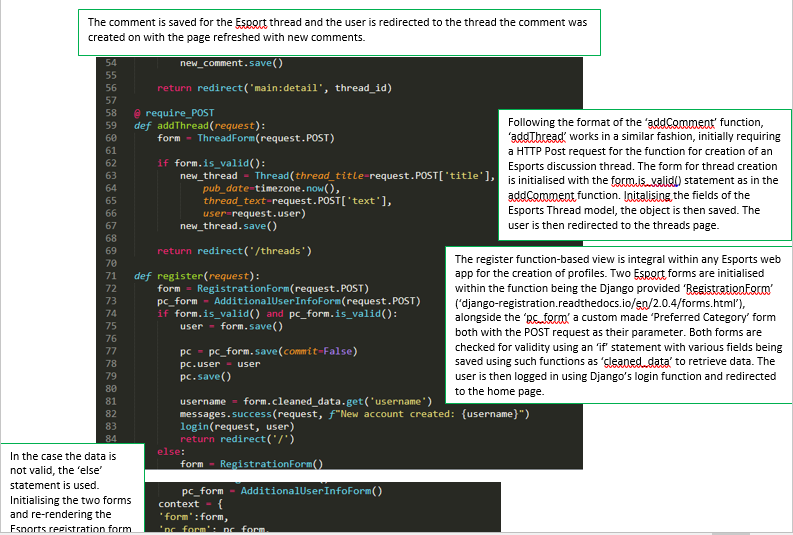 The comment is saved for the Esport thread and the user is redirected to the thread the comment was
created on with the page refreshed with new comments.
54 new_comment.save()
55
56 return redirect('main:detail', thread_id)
57
58 @ require_POST
59 def addThread(request):
60 form = ThreadForm(request.POST)
61
62 if form.is_valid():
63 new_thread = Thread(thread_title=request.POST['title'],
64 pub_date=timezone.now(),
65 thread_text=request.POST['text'],
66 user=request.user)
67 new_thread.save()
68
69 return redirect('/threads')
70
71 def register(request):
72 form = RegistrationForm(request.POST)
73 pc_form = AdditionalUserInfoForm(request.POST)
74 if form.is_valid() and pc_form.is_valid():
75 user = form.save()
76
77 pc = pc_form.save(commit=False)
78 pc.user = user
79 pc.save()
80
81 username = form.cleaned_data.get('username')
82 messages.success(request, f"New account created: {username}")
83 login(request, user)
84 return redirect('/')
else:
form = RegistrationForm()
pc_form = AdditionalUserInfoForm()
context = {
'form':form,
'pc_form': pc_form,
Following the format of the 'addComment' function,
'addThread' works in a similar fashion, initially requiring
a HTTP Post request for the function for creation of an
Esports discussion thread. The form for thread creation
is initialised with the form.is_valid() statement as in the
addComment function. Initalising the fields of the
Esports Thread model, the object is then saved. The
user is then redirected to the threads page.
The register function-based view is integral within any Esports web
app for the creation of profiles. Two Esport forms are initialised
within the function being the Django provided 'RegistrationForm'
('django-registration.readthedocs.io/en/2.0.4/forms.html'),
alongside the 'pc_form' a custom made 'Preferred Category' form
both with the POST request as their parameter. Both forms are
checked for validity using an 'if' statement with various fields being
saved using such functions as 'cleaned_data' to retrieve data. The
user is then logged in using Django's login function and redirected
to the home page.
In the case the data is
not valid, the 'else'
statement is used.
Initialising the two forms
and re-rendering the
Esports registration form